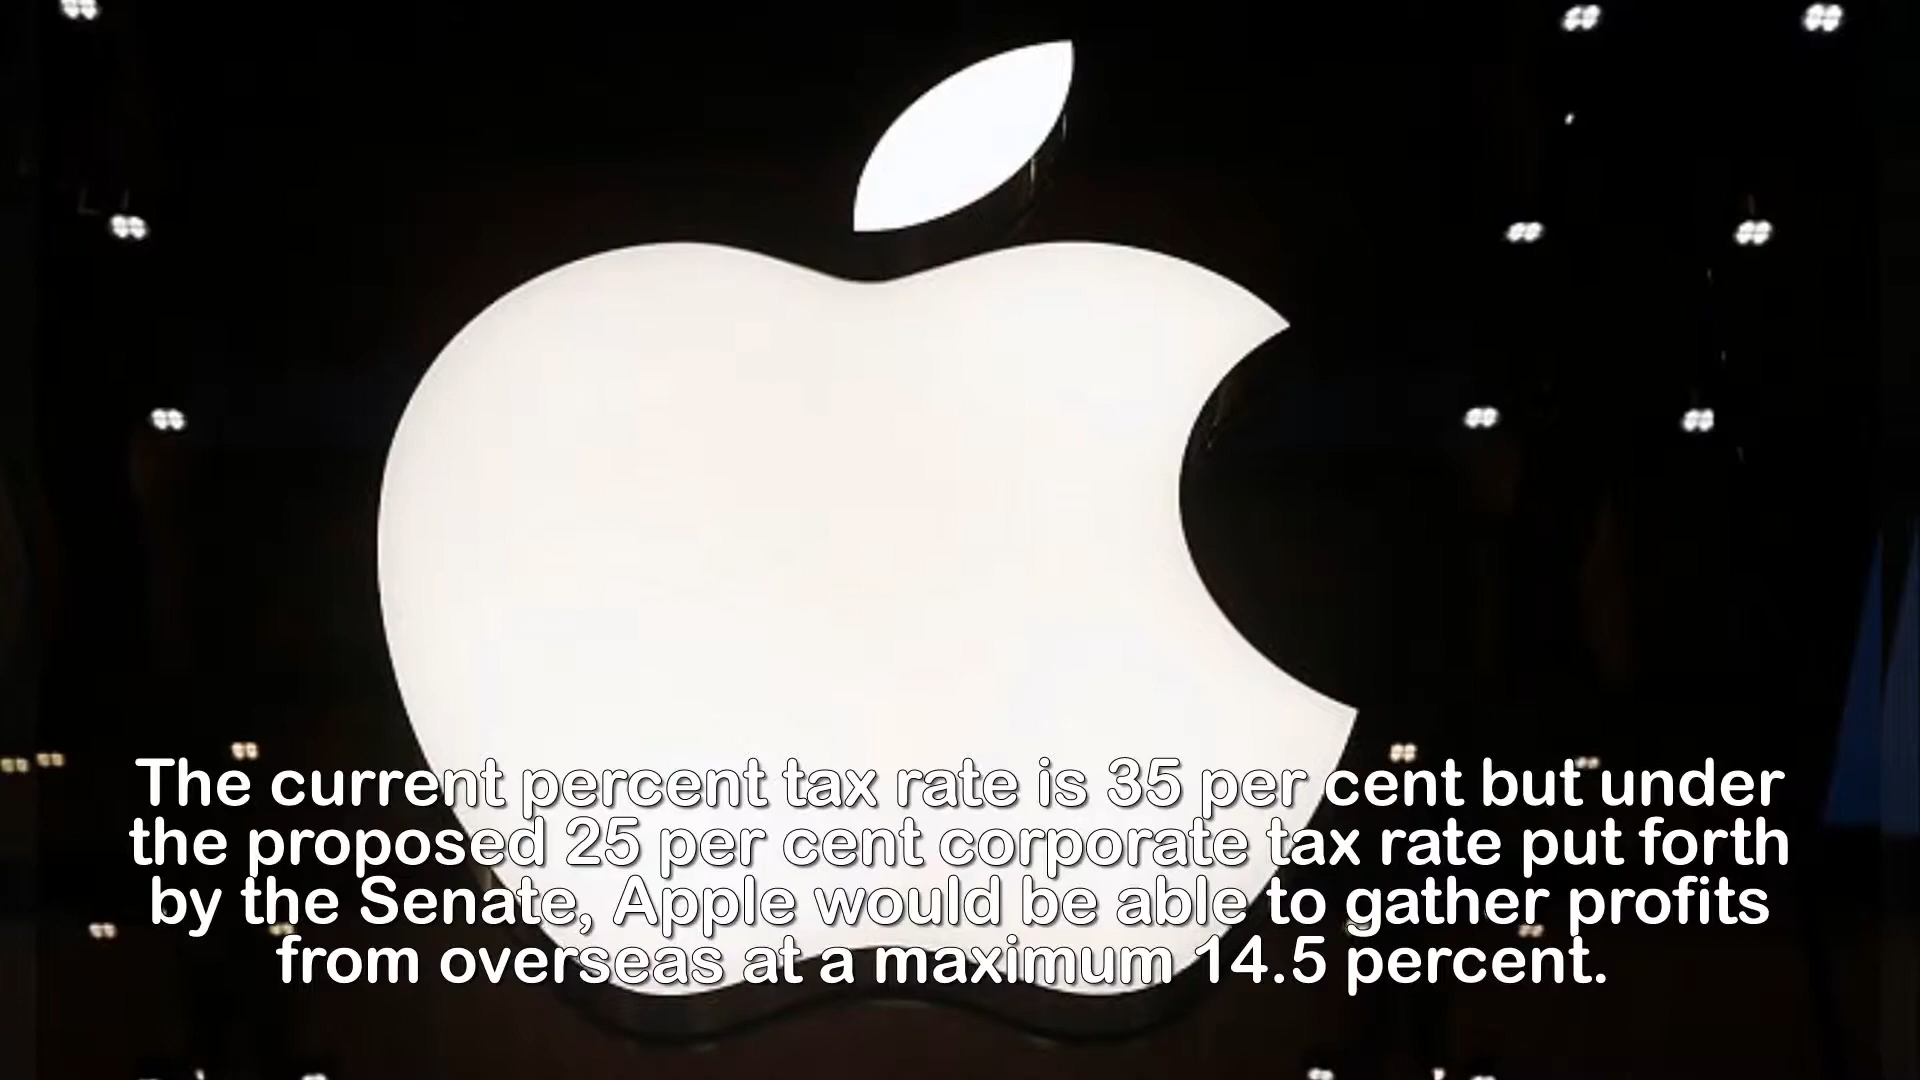 The current percent tax rate is 35 per cent but under
the proposed 25 per cent corporate tax rate put forth
by the Senate, Apple would be able to gather profits
from overseas at a maximum 14.5 percent.